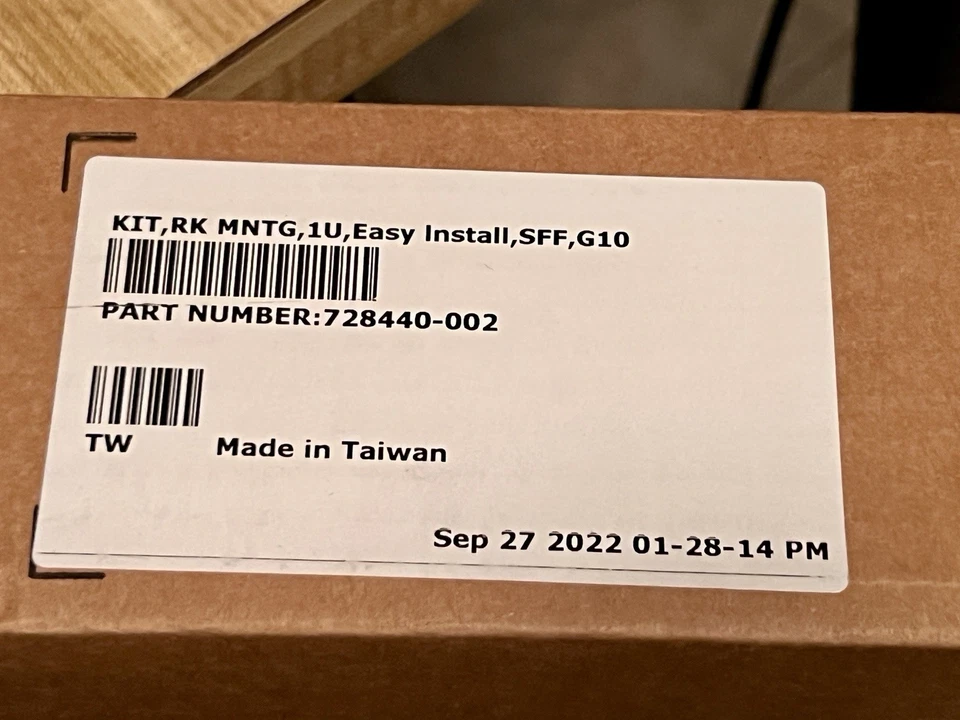 KIT,RK MNTG,1U,Easy Install,SFF,G10
PART NUMBER:728440-002
TW Made in Taiwan
Sep 27 2022 01-28-14 PM